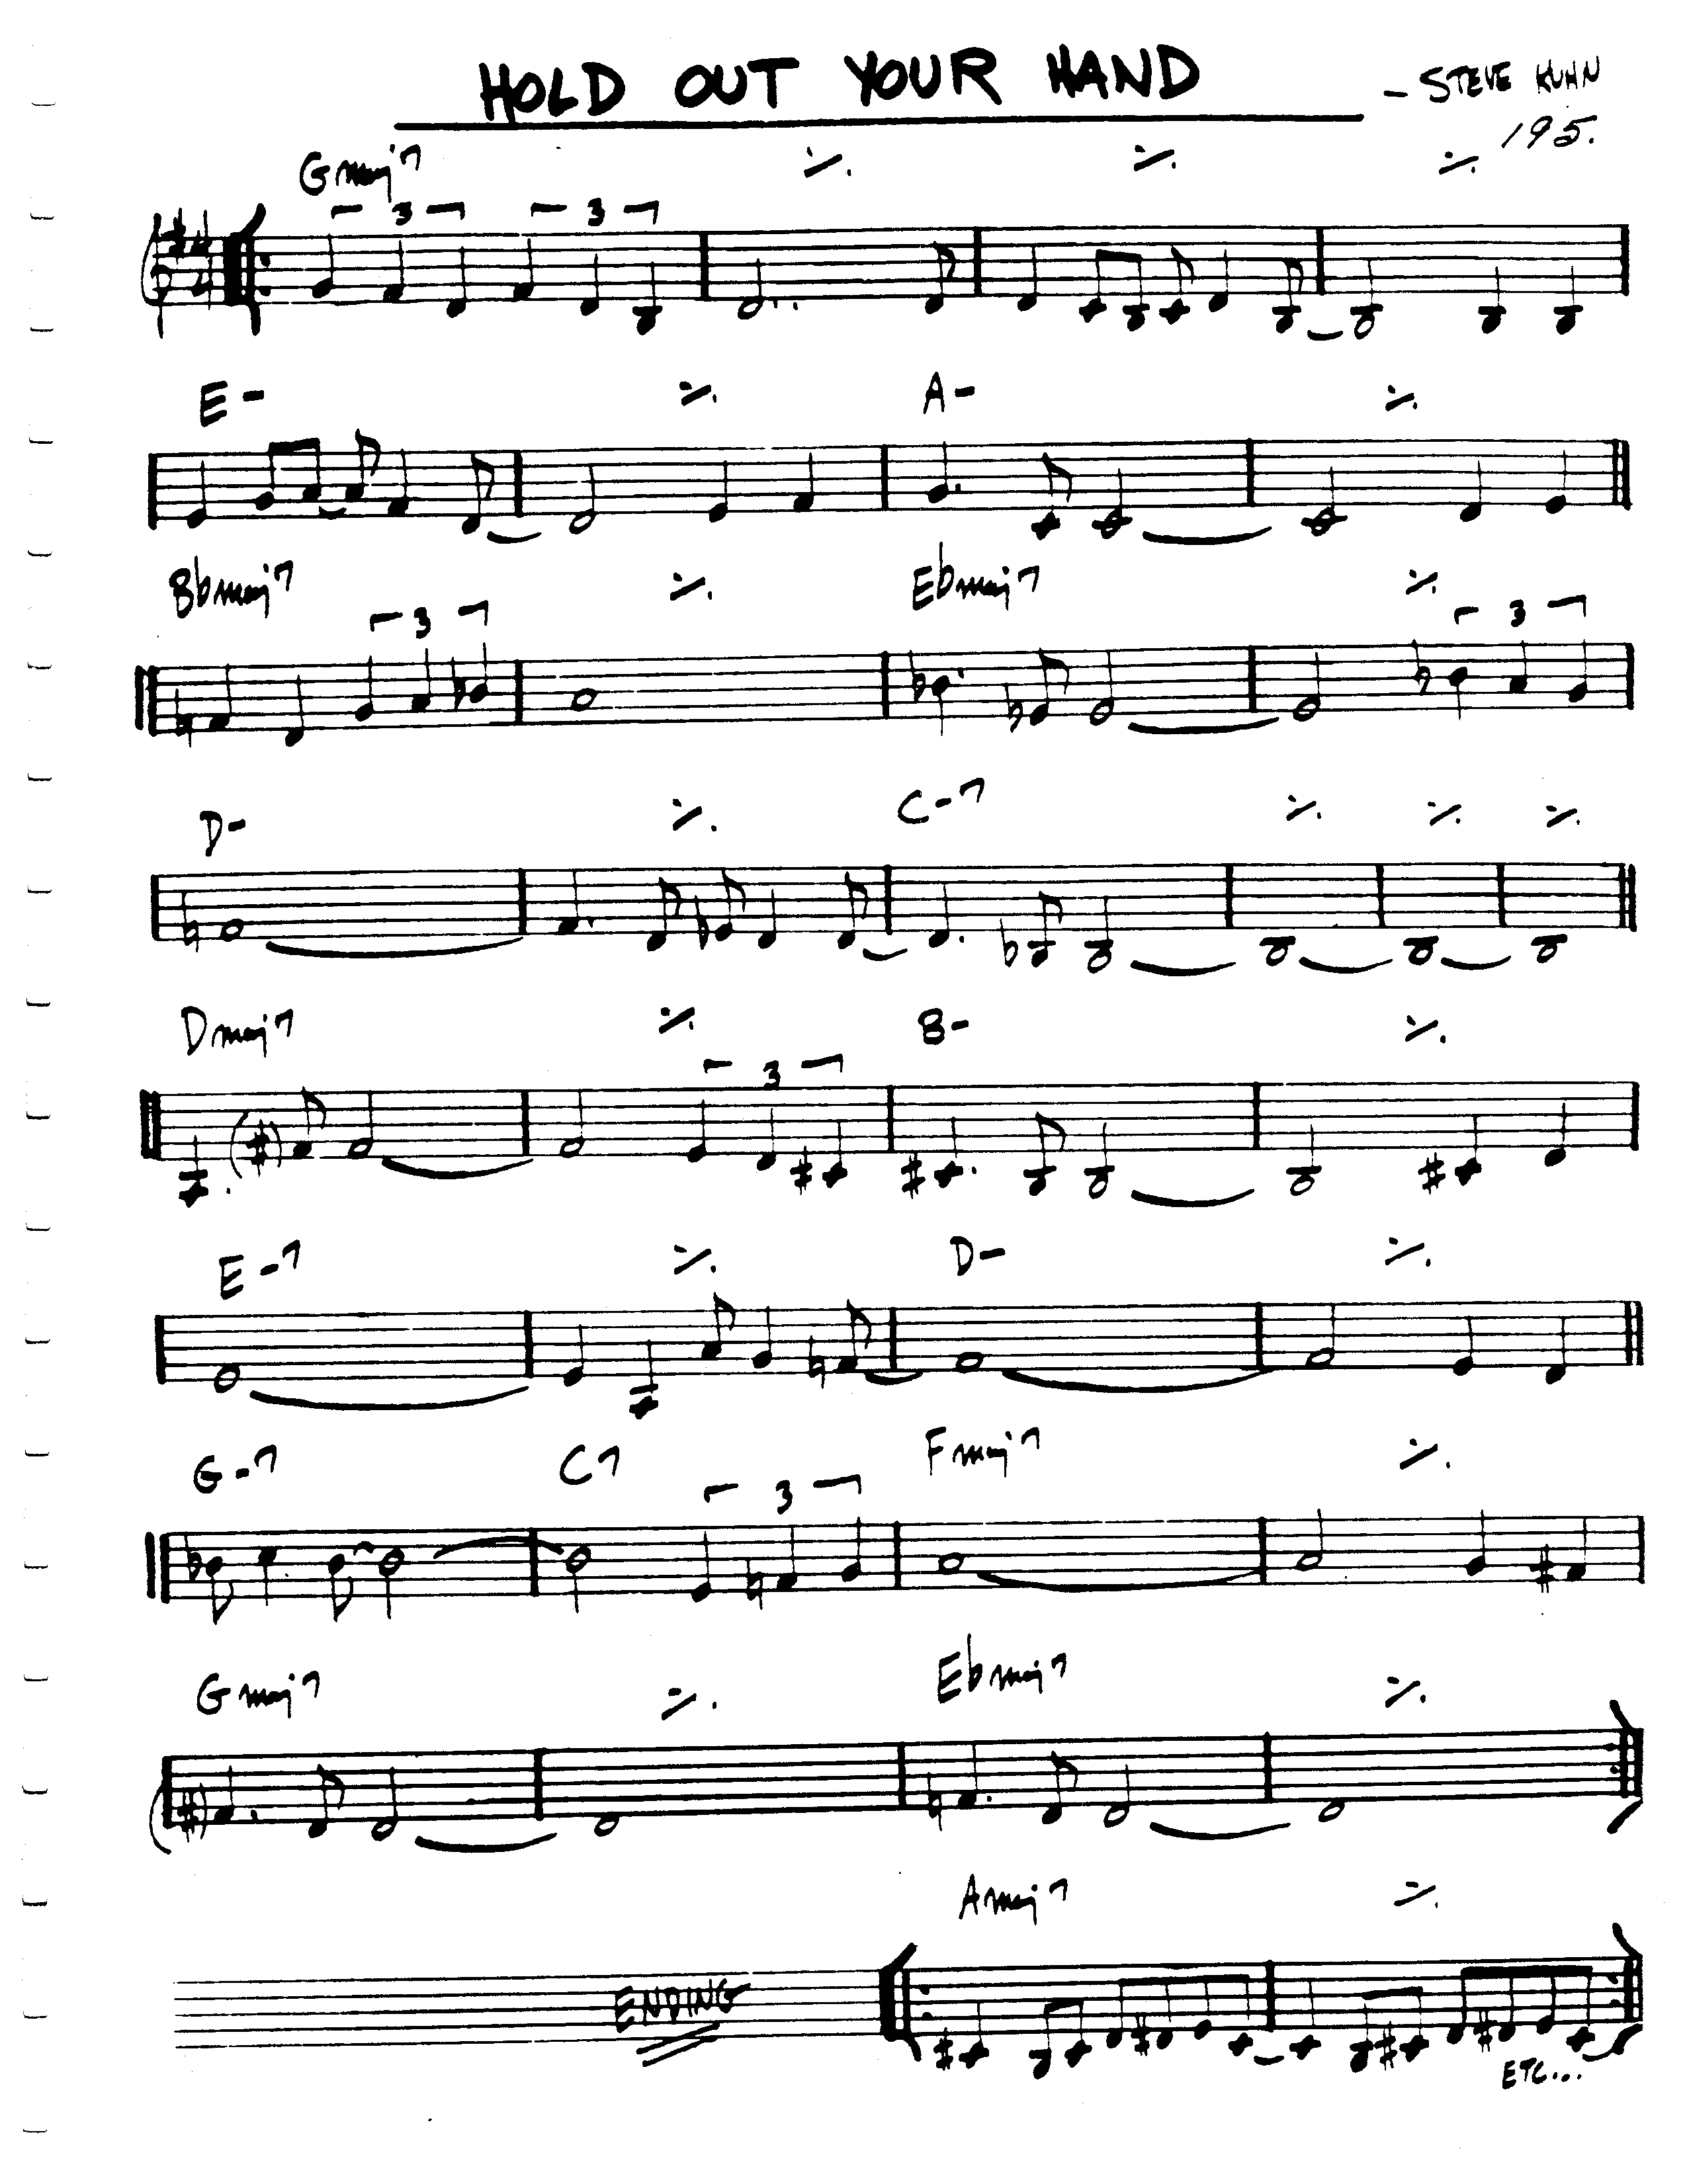 HOLD OUT YOUR HAND
- STEVE KUHN
195.
Gmaj7 ٪ ٪ ٪
3 3
E- ٪ A- ٪
Bbmaj7 ٪ Ebmaj7 ٪
3 3
D- ٪ C-7 ٪ ٪ ٪
Dmaj7 ٪ B- ٪
3
E-7 ٪ D- ٪
G-7 C7 Fmaj7 ٪
3
Gmaj7 ٪ Ebmaj7 ٪
Amaj7 ٪
ENDING
ETC...